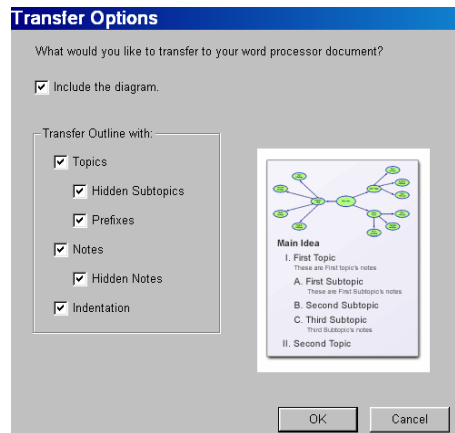 Transfer Options
What would you like to transfer to your word processor document?
Include the diagram.
Transfer Outline with:
Topics
Hidden Subtopics
Prefixes
Notes
Hidden Notes
Indentation
Main Idea
I. First Topic
These are First topic's notes
A. First Subtopic
These are First Subtopic's notes
B. Second Subtopic
C. Third Subtopic
Third Subtopic's notes
II. Second Topic
OK
Cancel